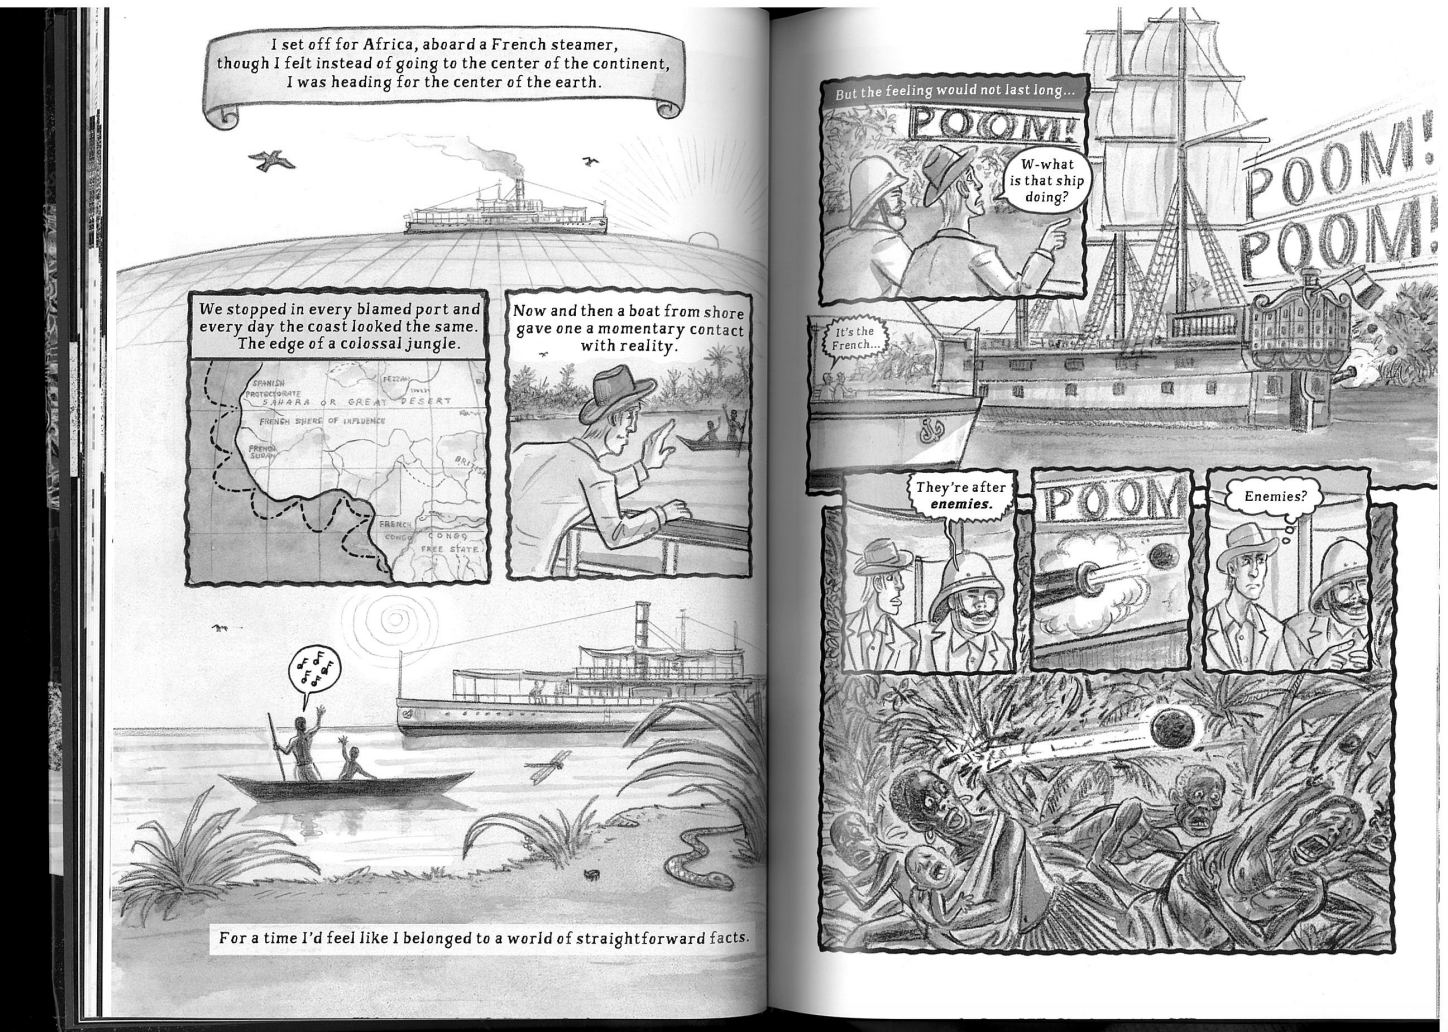 I set off for Africa, aboard a French steamer,
though I felt instead of going to the center of the continent,
I was heading for the center of the earth.
We stopped in every blamed port and
every day the coast looked the same.
The edge of a colossal jungle.
SPANISH
PROTECTORATE
FEZZAN
SAHARA OR GREAT DESERT
FRENCH SHERE OF INFLUENCE
FRENCH
SUDAN
BRITISH
FRENCH
CONGO
CONGO
FREE STATE
Now and then a boat from shore
gave one a momentary contact
with reality.
For a time I'd feel like I belonged to a world of straightforward facts.
But the feeling would not last long...
POOM!
W-what
is that ship
doing?
POOM!
POOM!
It's the
French...
They're after
enemies.
POOM
Enemies?